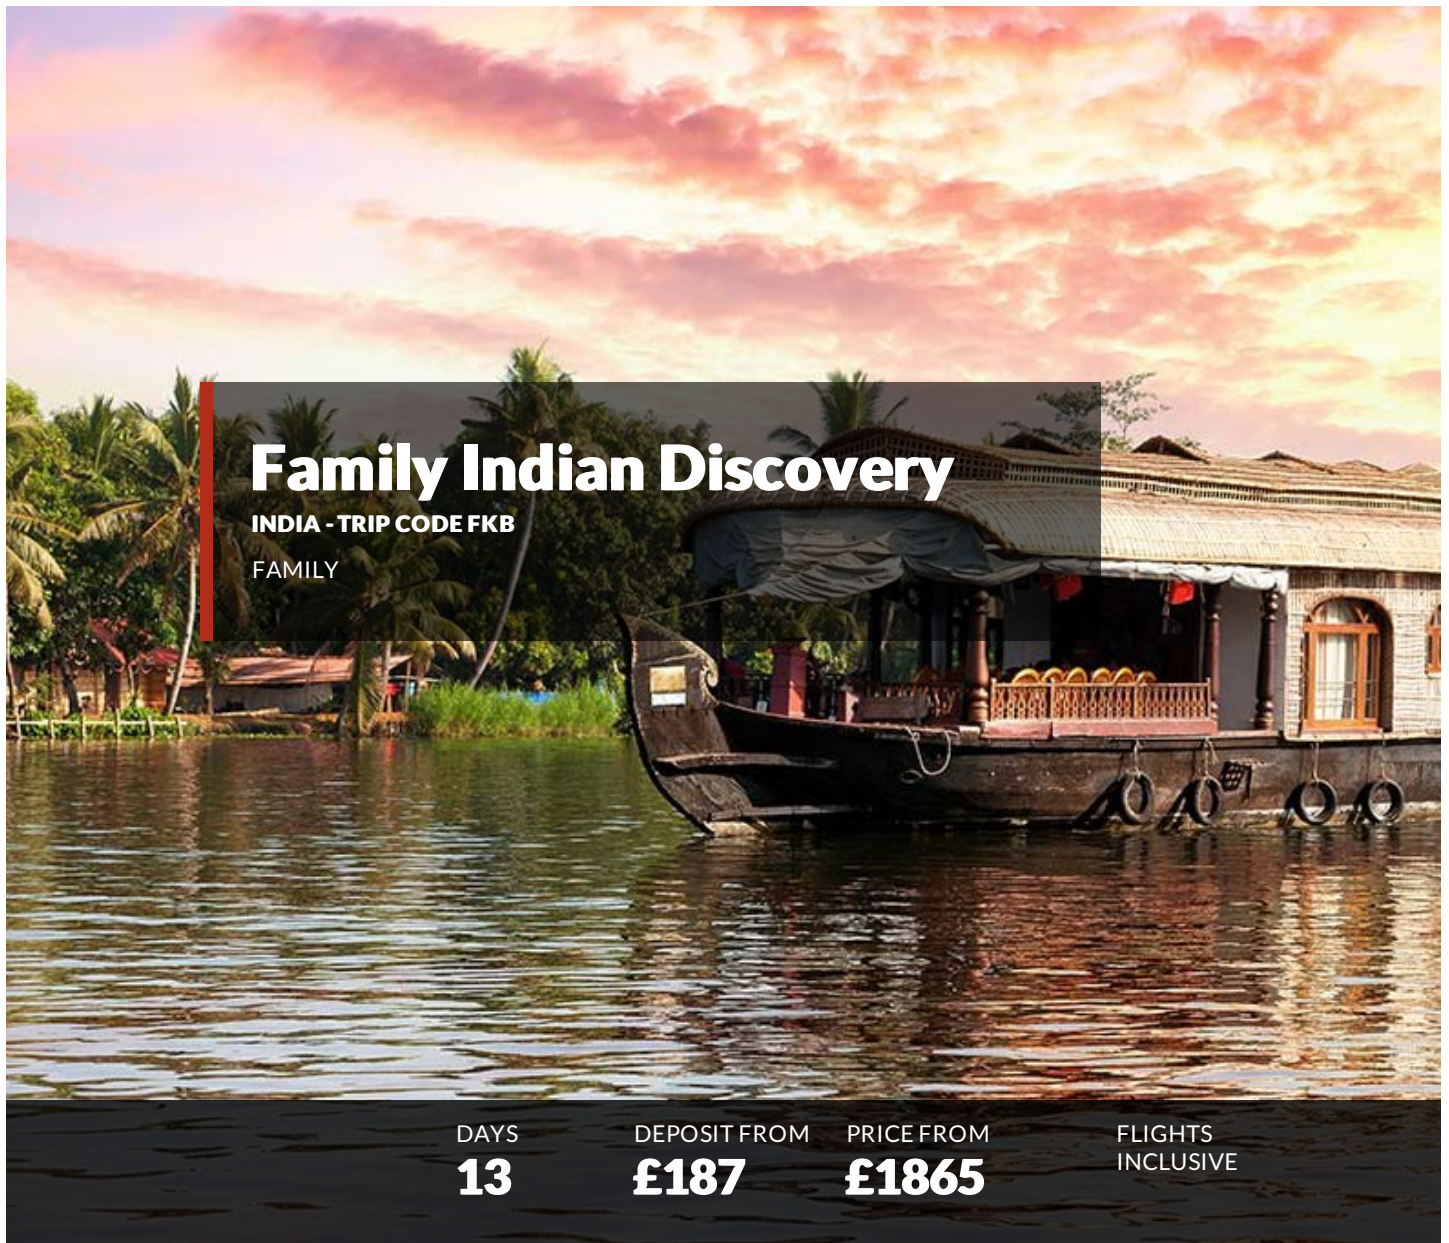 Family Indian Discovery
INDIA - TRIP CODE FKB
FAMILY
DAYS
13
DEPOSIT FROM
£187
PRICE FROM
£1865
FLIGHTS
INCLUSIVE